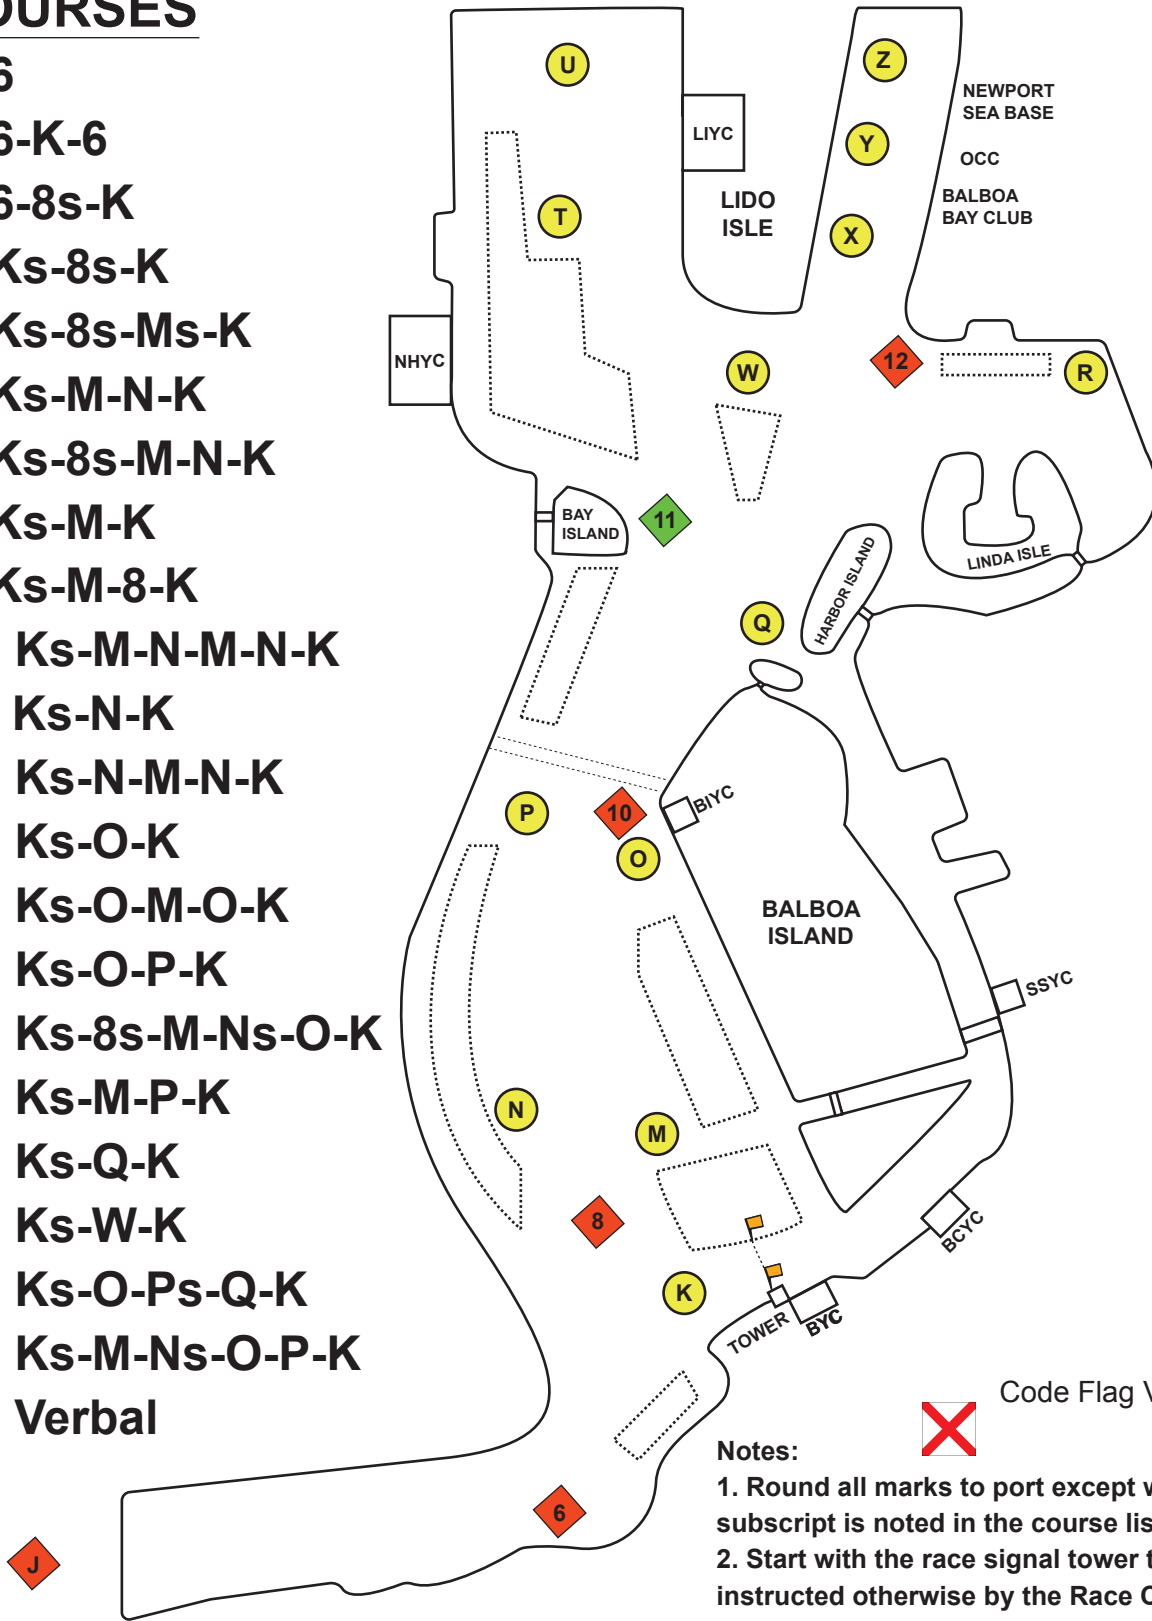 OURSES
6
6-K-6
6-8s-K
Ks-8s-K
Ks-8s-Ms-K
Ks-M-N-K
Ks-8s-M-N-K
Ks-M-K
Ks-M-8-K
Ks-M-N-M-N-K
Ks-N-K
Ks-N-M-N-K
Ks-O-K
Ks-O-M-O-K
Ks-O-P-K
Ks-8s-M-Ns-O-K
Ks-M-P-K
Ks-Q-K
Ks-W-K
Ks-O-Ps-Q-K
Ks-M-Ns-O-P-K
Verbal
U
Z
NEWPORT
SEA BASE
LIYC
Y
OCC
LIDO
ISLE
BALBOA
BAY CLUB
T
X
NHYC
W
12
R
BAY
ISLAND
11
LINDA ISLE
HARBOR ISLAND
Q
P
10
BIYC
O
BALBOA
ISLAND
SSYC
N
M
8
BCYC
K
TOWER
BYC
6
J
Code Flag V
Notes:
1. Round all marks to port except w
subscript is noted in the course lis
2. Start with the race signal tower t
instructed otherwise by the Race C